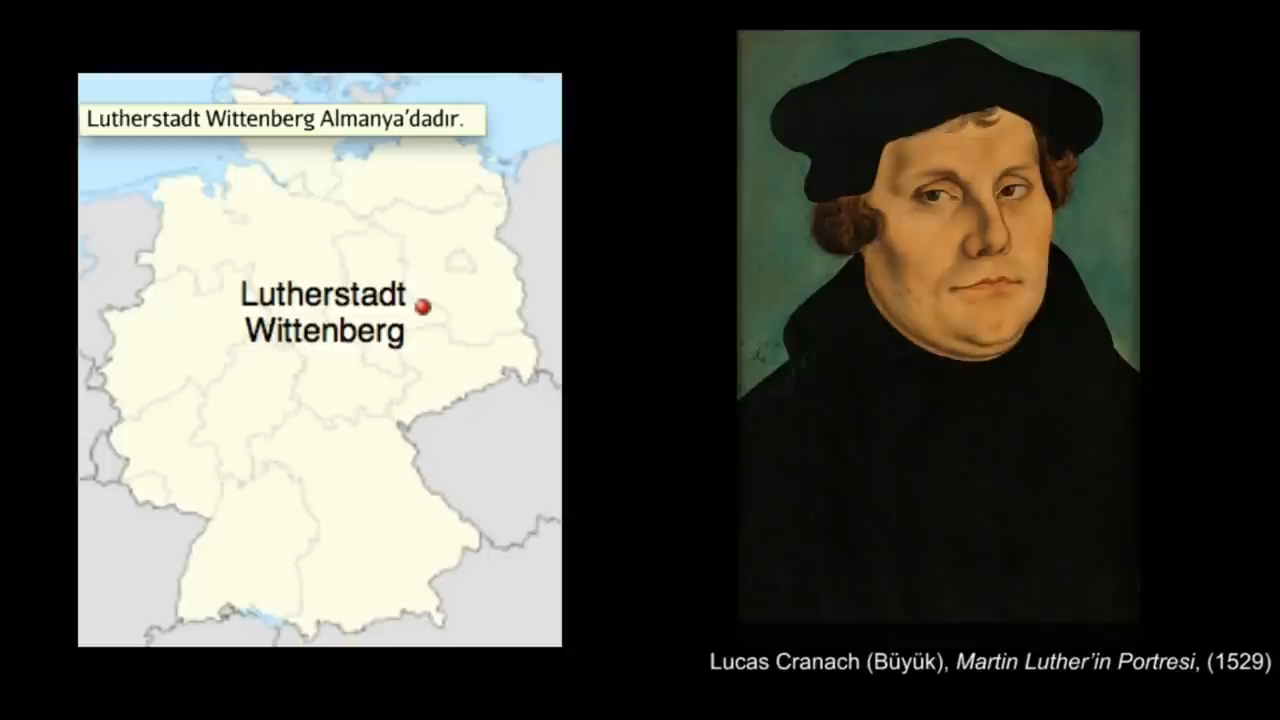 Lutherstadt Wittenberg Almanya'dadır.
Lutherstadt
Wittenberg
Lucas Cranach (Büyük), Martin Luther'in Portresi, (1529)